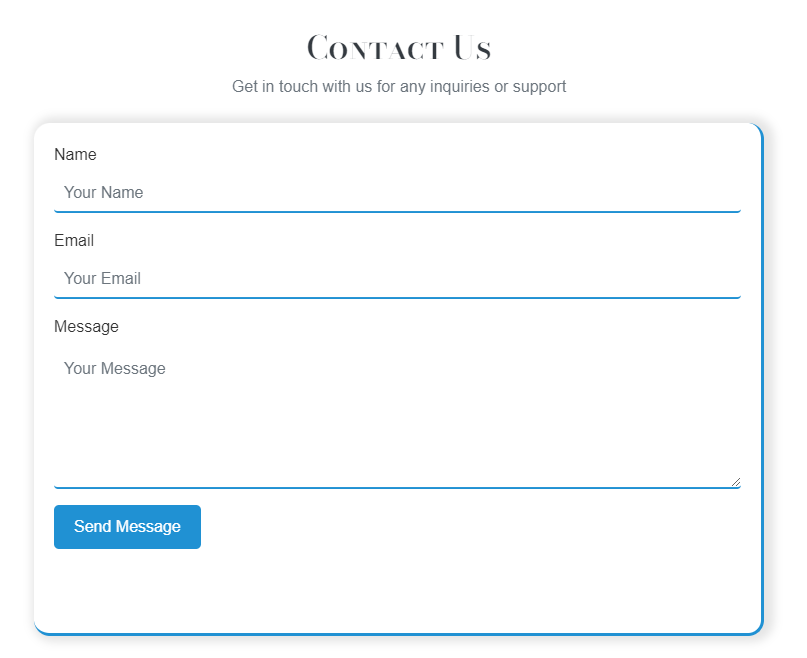 Contact Us
Get in touch with us for any inquiries or support
Name
Your Name
Email
Your Email
Message
Your Message
Send Message